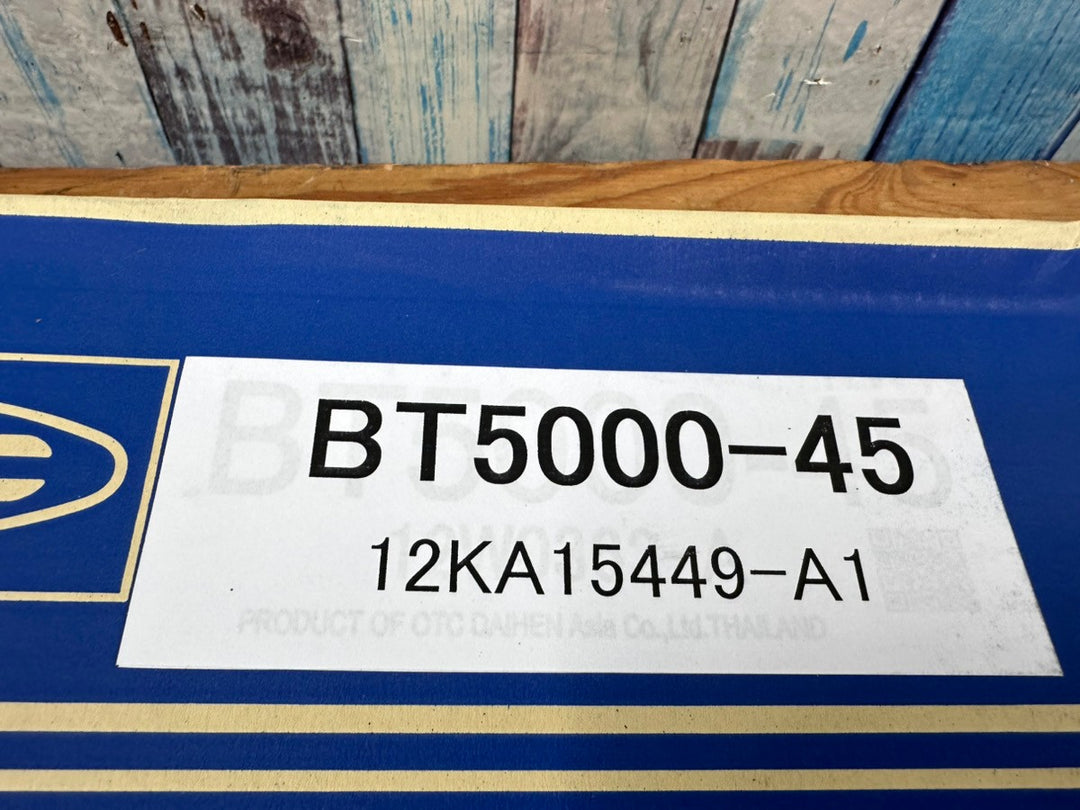 BT5000-45
12KA15449-A1
PRODUCT OF OTC DAIHEN Asia Co.,Ltd.THAILAND